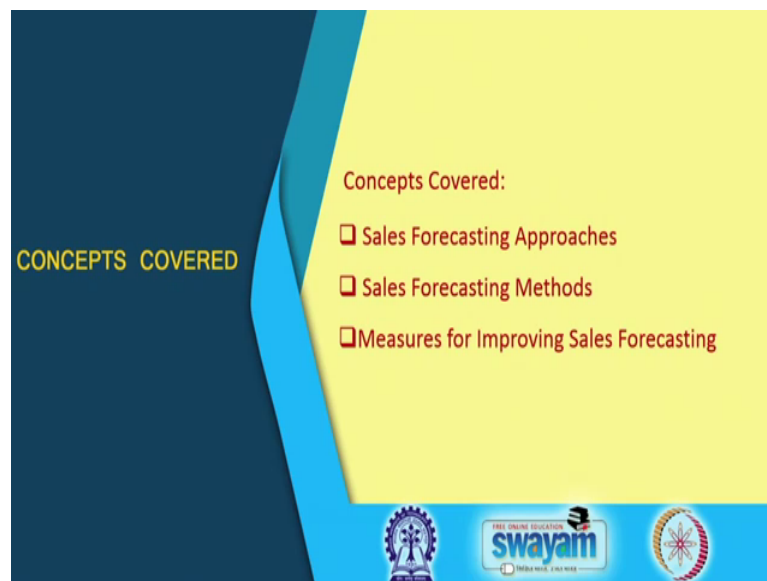 CONCEPTS COVERED
Concepts Covered:
❑ Sales Forecasting Approaches
❑ Sales Forecasting Methods
❑Measures for Improving Sales Forecasting
FREE ONLINE EDUCATION
swayam